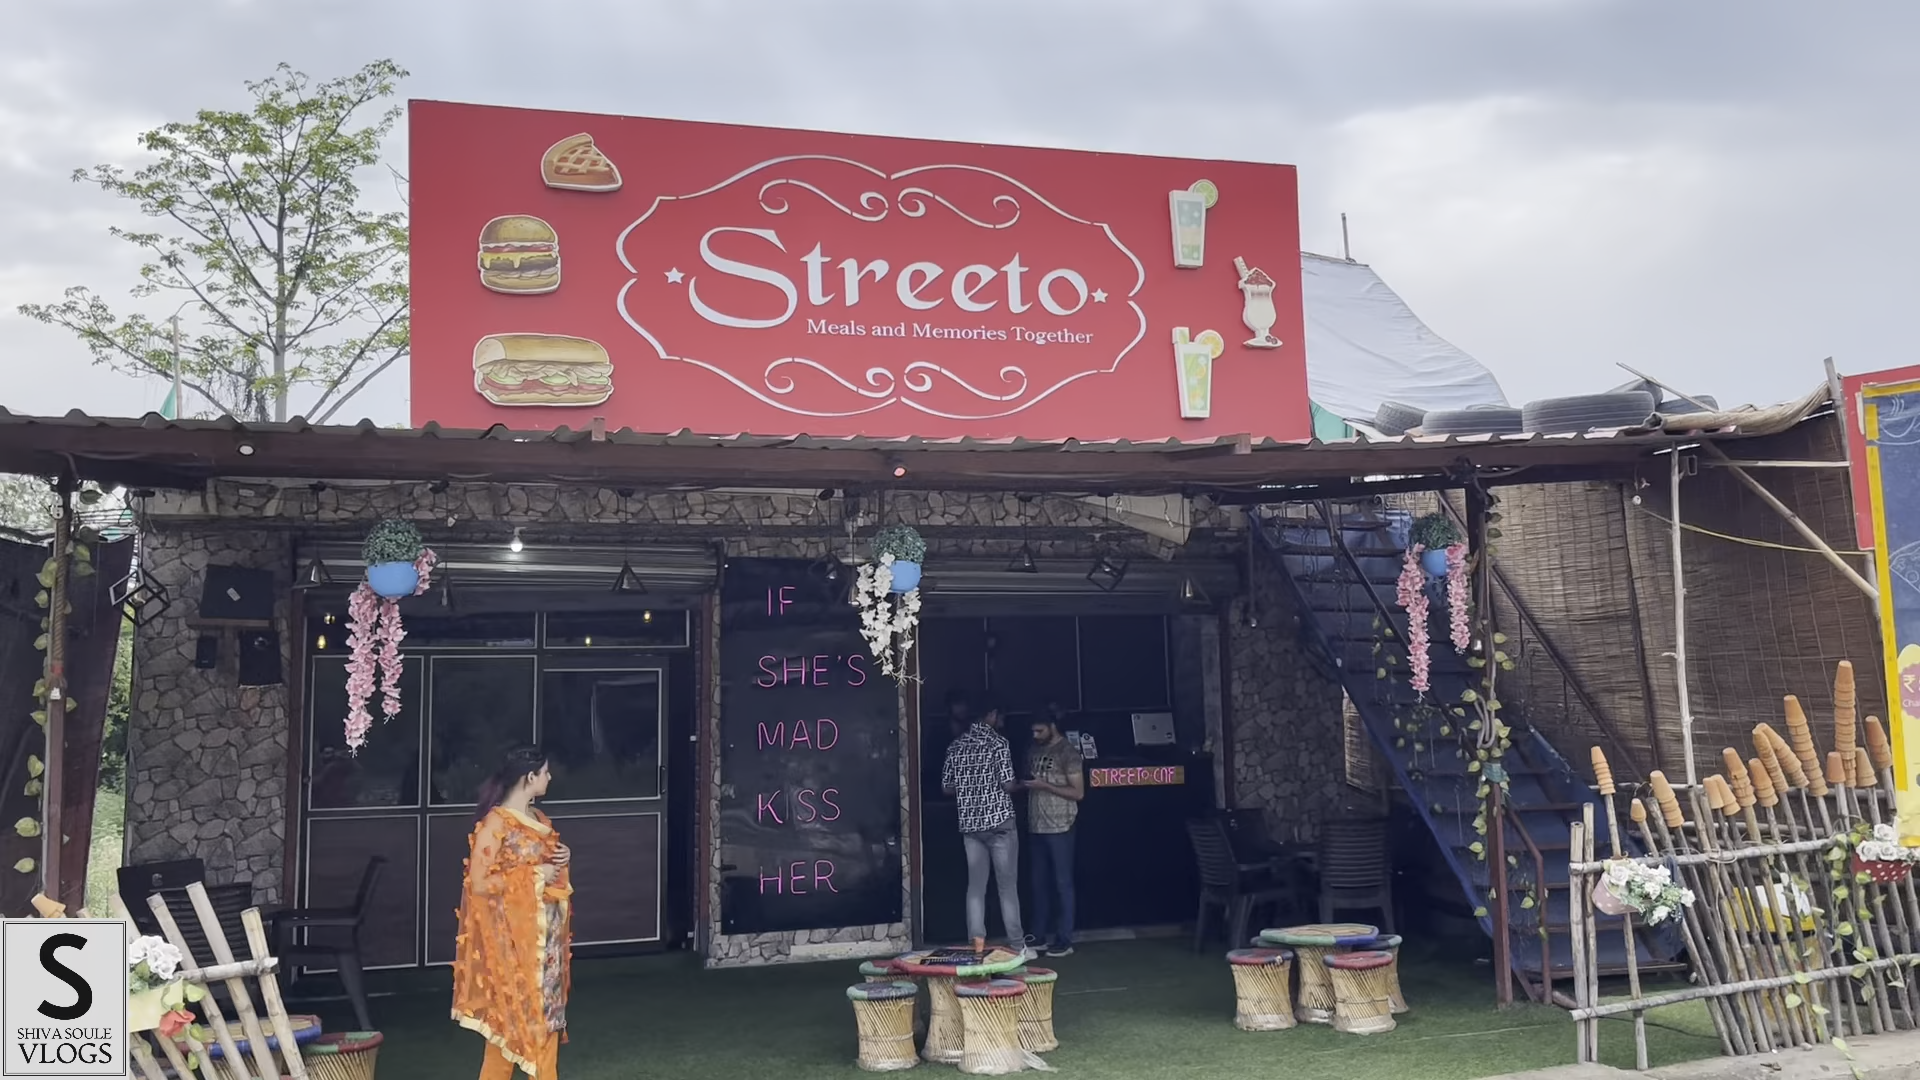 Streeto
Meals and Memories Together
IF
SHE'S
MAD
KISS
HER
STREETO CAF
S
SHIVA SOULE
VLOGS
₹